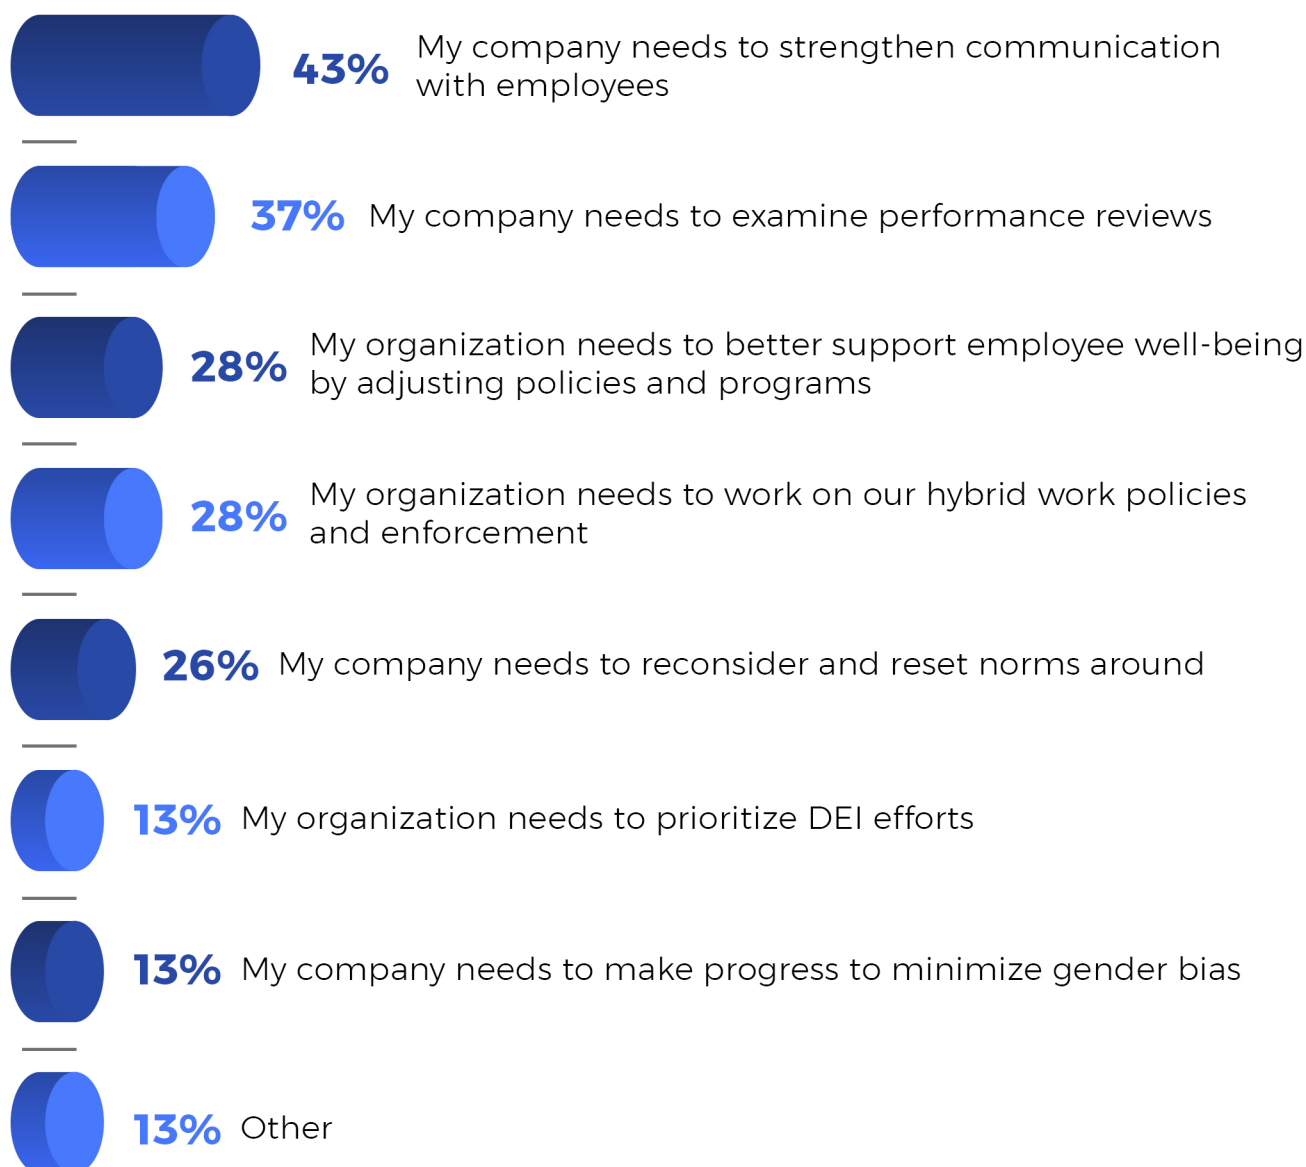 43%
My company needs to strengthen communication
with employees
37%
My company needs to examine performance reviews
28%
My organization needs to better support employee well-being
by adjusting policies and programs
28%
My organization needs to work on our hybrid work policies
and enforcement
26%
My company needs to reconsider and reset norms around
13%
My organization needs to prioritize DEI efforts
13%
My company needs to make progress to minimize gender bias
13%
Other